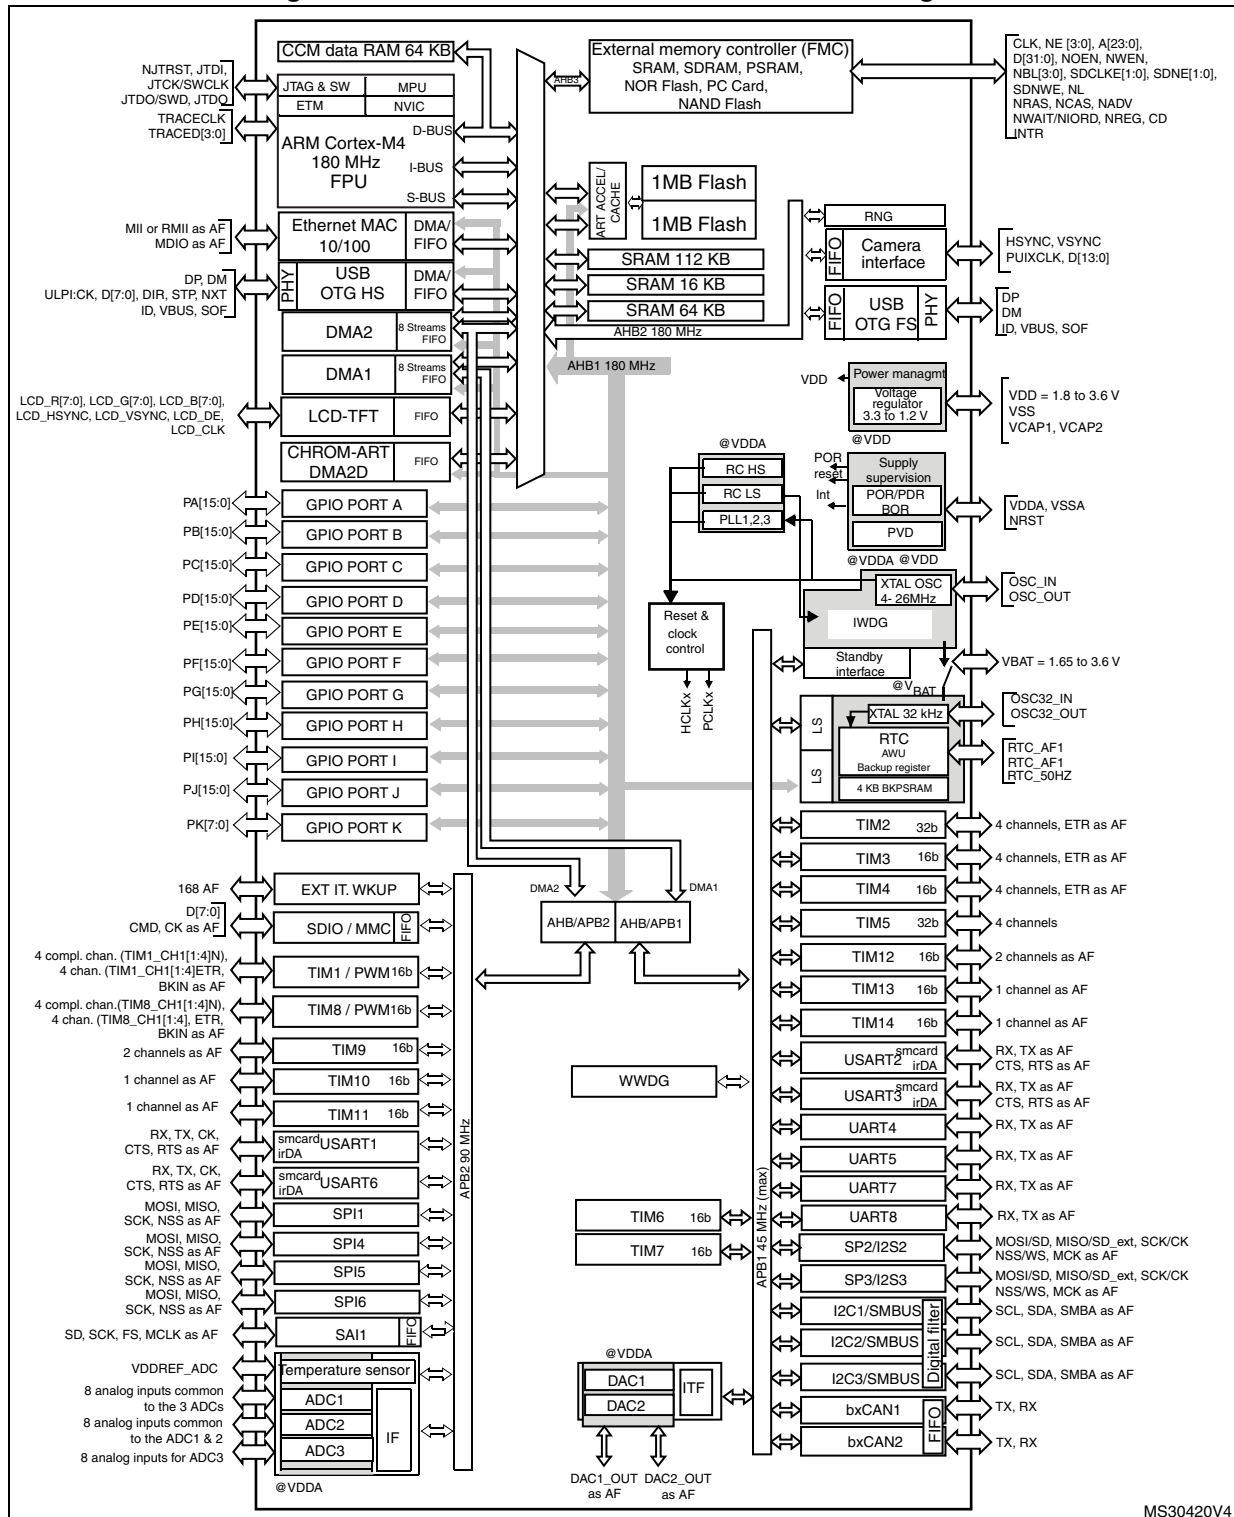 CCM data RAM 64 KB
External memory controller (FMC)
SRAM, SDRAM, PSRAM,
NOR Flash, PC Card,
NAND Flash
AHB3
CLK, NE [3:0], A[23:0],
D[31:0], NOEN, NWEN,
NBL[3:0], SDCLKE[1:0], SDNE[1:0],
SDNWE, NL
NRAS, NCAS, NADV
NWAIT/NIORD, NREG, CD
INTR
NJTRST, JTDI,
JTCK/SWCLK
JTDO/SWD, JTDO
TRACECLK
TRACED[3:0]
JTAG & SW
MPU
ETM
NVIC
D-BUS
ARM Cortex-M4
180 MHz
FPU
I-BUS
S-BUS
ART ACCEL/
CACHE
1MB Flash
1MB Flash
MII or RMII as AF
MDIO as AF
Ethernet MAC
10/100
DMA/
FIFO
SRAM 112 KB
SRAM 16 KB
SRAM 64 KB
AHB2 180 MHz
RNG
FIFO
Camera
interface
HSYNC, VSYNC
PUIXCLK, D[13:0]
DP, DM
ULPI:CK, D[7:0], DIR, STP, NXT
ID, VBUS, SOF
PHY
USB
OTG HS
DMA/
FIFO
FIFO
USB
OTG FS
PHY
DP
DM
ID, VBUS, SOF
DMA2
8 Streams
FIFO
DMA1
8 Streams
FIFO
AHB1 180 MHz
VDD
Power managmt
Voltage
regulator
3.3 to 1.2 V
@VDD
VDD = 1.8 to 3.6 V
VSS
VCAP1, VCAP2
LCD_R[7:0], LCD_G[7:0], LCD_B[7:0],
LCD_HSYNC, LCD_VSYNC, LCD_DE,
LCD_CLK
LCD-TFT
FIFO
CHROM-ART
DMA2D
FIFO
@VDDA
RC HS
RC LS
PLL1,2,3
POR
reset
Int
Supply
supervision
POR/PDR
BOR
PVD
VDDA, VSSA
NRST
@VDDA
@VDD
PA[15:0]
GPIO PORT A
PB[15:0]
GPIO PORT B
PC[15:0]
GPIO PORT C
PD[15:0]
GPIO PORT D
PE[15:0]
GPIO PORT E
PF[15:0]
GPIO PORT F
PG[15:0]
GPIO PORT G
PH[15:0]
GPIO PORT H
PI[15:0]
GPIO PORT I
PJ[15:0]
GPIO PORT J
PK[7:0]
GPIO PORT K
XTAL OSC
4- 26MHz
OSC_IN
OSC_OUT
IWDG
Reset &
clock
control
HCLKx
PCLKx
Standby
interface
VBAT = 1.65 to 3.6 V
@VBAT
LS
LS
XTAL 32 kHz
OSC32_IN
OSC32_OUT
RTC
AWU
Backup register
RTC_AF1
RTC_AF1
RTC_50HZ
4 KB BKPSRAM
DMA2
DMA1
AHB/APB2
AHB/APB1
168 AF
EXT IT. WKUP
D[7:0]
CMD, CK as AF
SDIO / MMC
FIFO
4 compl. chan. (TIM1_CH1[1:4]N),
4 chan. (TIM1_CH1[1:4]ETR,
BKIN as AF
TIM1 / PWM
16b
4 compl. chan.(TIM8_CH1[1:4]N),
4 chan. (TIM8_CH1[1:4], ETR,
BKIN as AF
TIM8 / PWM
16b
2 channels as AF
TIM9
16b
1 channel as AF
TIM10
16b
1 channel as AF
TIM11
16b
RX, TX, CK,
CTS, RTS as AF
smcard
irDA
USART1
RX, TX, CK,
CTS, RTS as AF
smcard
irDA
USART6
MOSI, MISO,
SCK, NSS as AF
SPI1
MOSI, MISO,
SCK, NSS as AF
SPI4
MOSI, MISO,
SCK, NSS as AF
SPI5
MOSI, MISO,
SCK, NSS as AF
SPI6
SD, SCK, FS, MCLK as AF
SAI1
FIFO
VDDREF_ADC
Temperature sensor
8 analog inputs common
to the 3 ADCs
ADC1
8 analog inputs common
to the ADC1 & 2
ADC2
8 analog inputs for ADC3
ADC3
IF
@VDDA
APB2 90 MHz
WWDG
TIM6
16b
TIM7
16b
@VDDA
DAC1
DAC2
ITF
DAC1_OUT
as AF
DAC2_OUT
as AF
APB1 45 MHz (max)
TIM2
32b
4 channels, ETR as AF
TIM3
16b
4 channels, ETR as AF
TIM4
16b
4 channels, ETR as AF
TIM5
32b
4 channels
TIM12
16b
2 channels as AF
TIM13
16b
1 channel as AF
TIM14
16b
1 channel as AF
USART2
smcard
irDA
RX, TX as AF
CTS, RTS as AF
USART3
smcard
irDA
RX, TX as AF
CTS, RTS as AF
UART4
RX, TX as AF
UART5
RX, TX as AF
UART7
RX, TX as AF
UART8
RX, TX as AF
SP2/I2S2
MOSI/SD, MISO/SD_ext, SCK/CK
NSS/WS, MCK as AF
SP3/I2S3
MOSI/SD, MISO/SD_ext, SCK/CK
NSS/WS, MCK as AF
I2C1/SMBUS
SCL, SDA, SMBA as AF
I2C2/SMBUS
SCL, SDA, SMBA as AF
I2C3/SMBUS
SCL, SDA, SMBA as AF
Digital filter
bxCAN1
TX, RX
bxCAN2
TX, RX
FIFO
MS30420V4